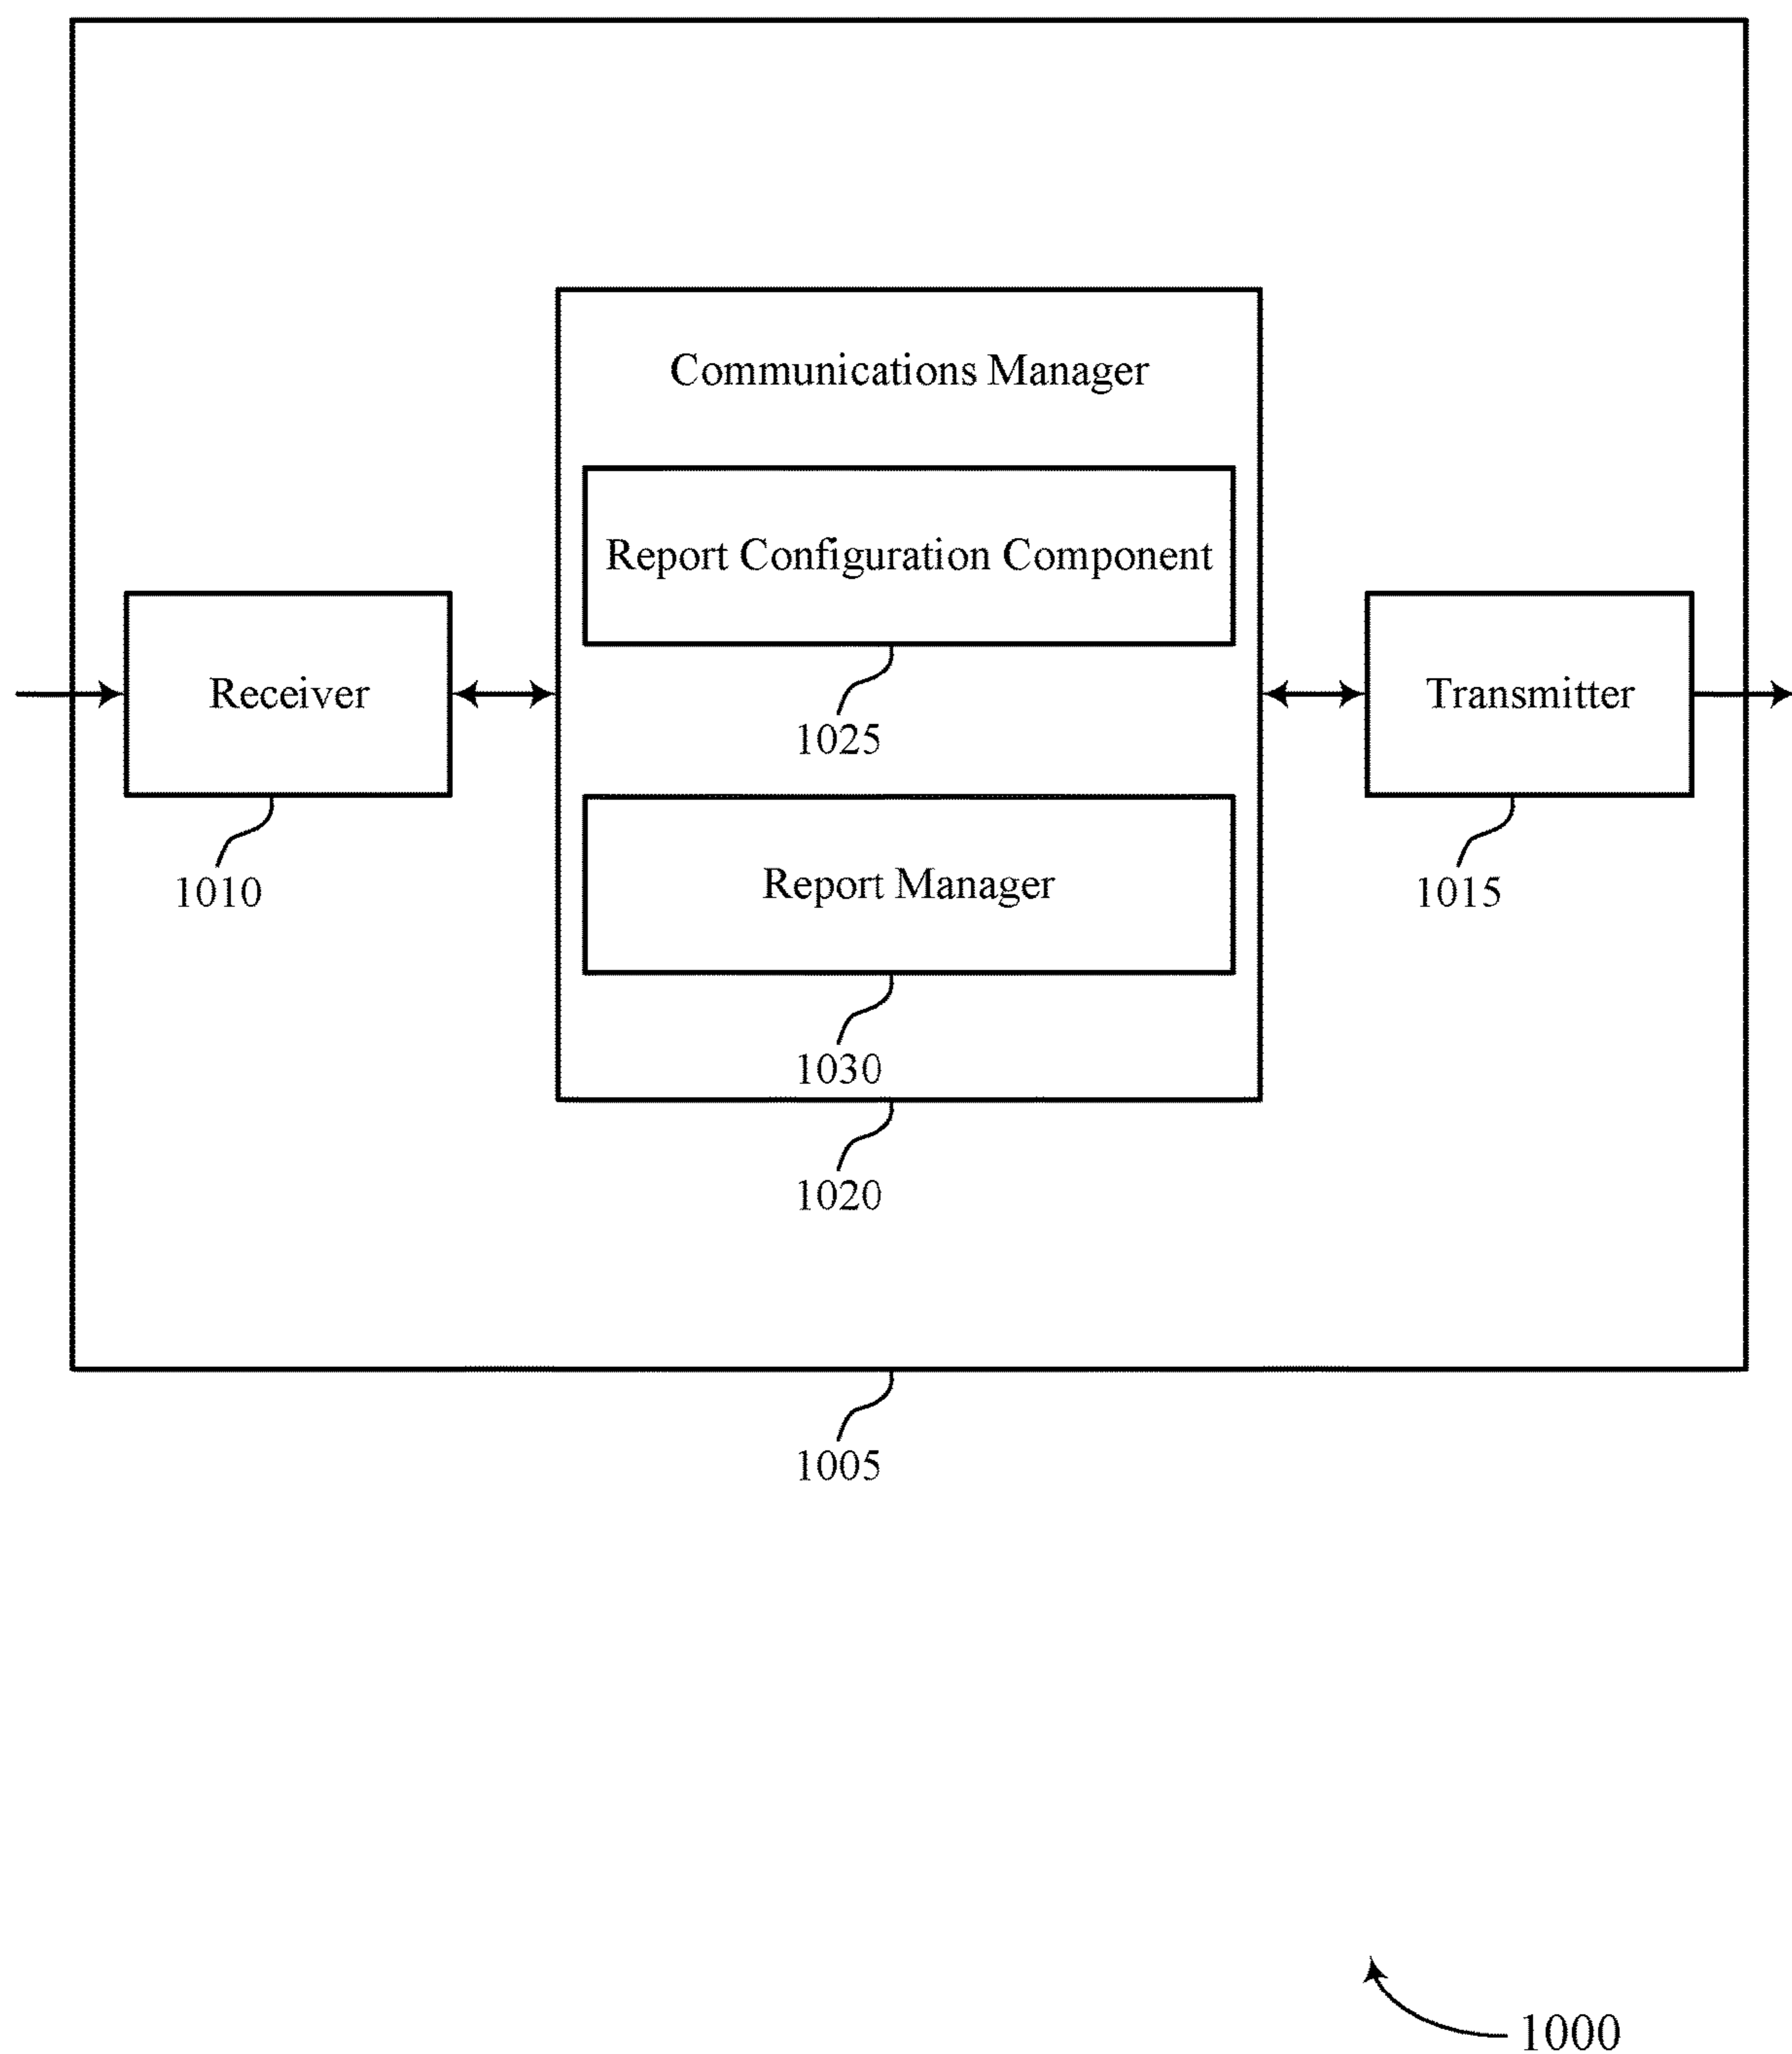 Communications Manager
Report Configuration Component
Receiver
Transmitter
1025
Report Manager
1010
1015
1030
1020
1005
1000